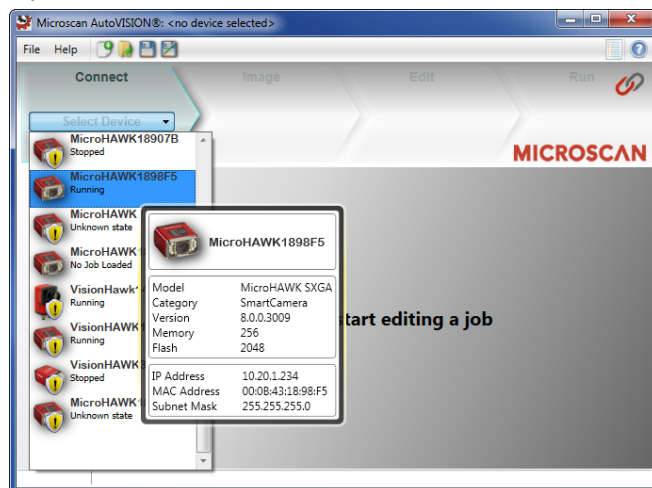 Microscan AutoVISION®: <no device selected>
File Help
Connect Image Edit Run
Select Device
MICROSCAN
MicroHAWK18907B
Stopped
MicroHAWK1898F5
Running
MicroHAWK
Unknown state
MicroHAWK
No Job Loaded
VisionHawk
Running
VisionHAWK
Running
VisionHAWK3
Stopped
MicroHAWK
Unknown state
MicroHAWK1898F5
Model MicroHAWK SXGA
Category SmartCamera
Version 8.0.0.3009
Memory 256
Flash 2048
IP Address 10.20.1.234
MAC Address 00:0B:43:18:98:F5
Subnet Mask 255.255.255.0
start editing a job